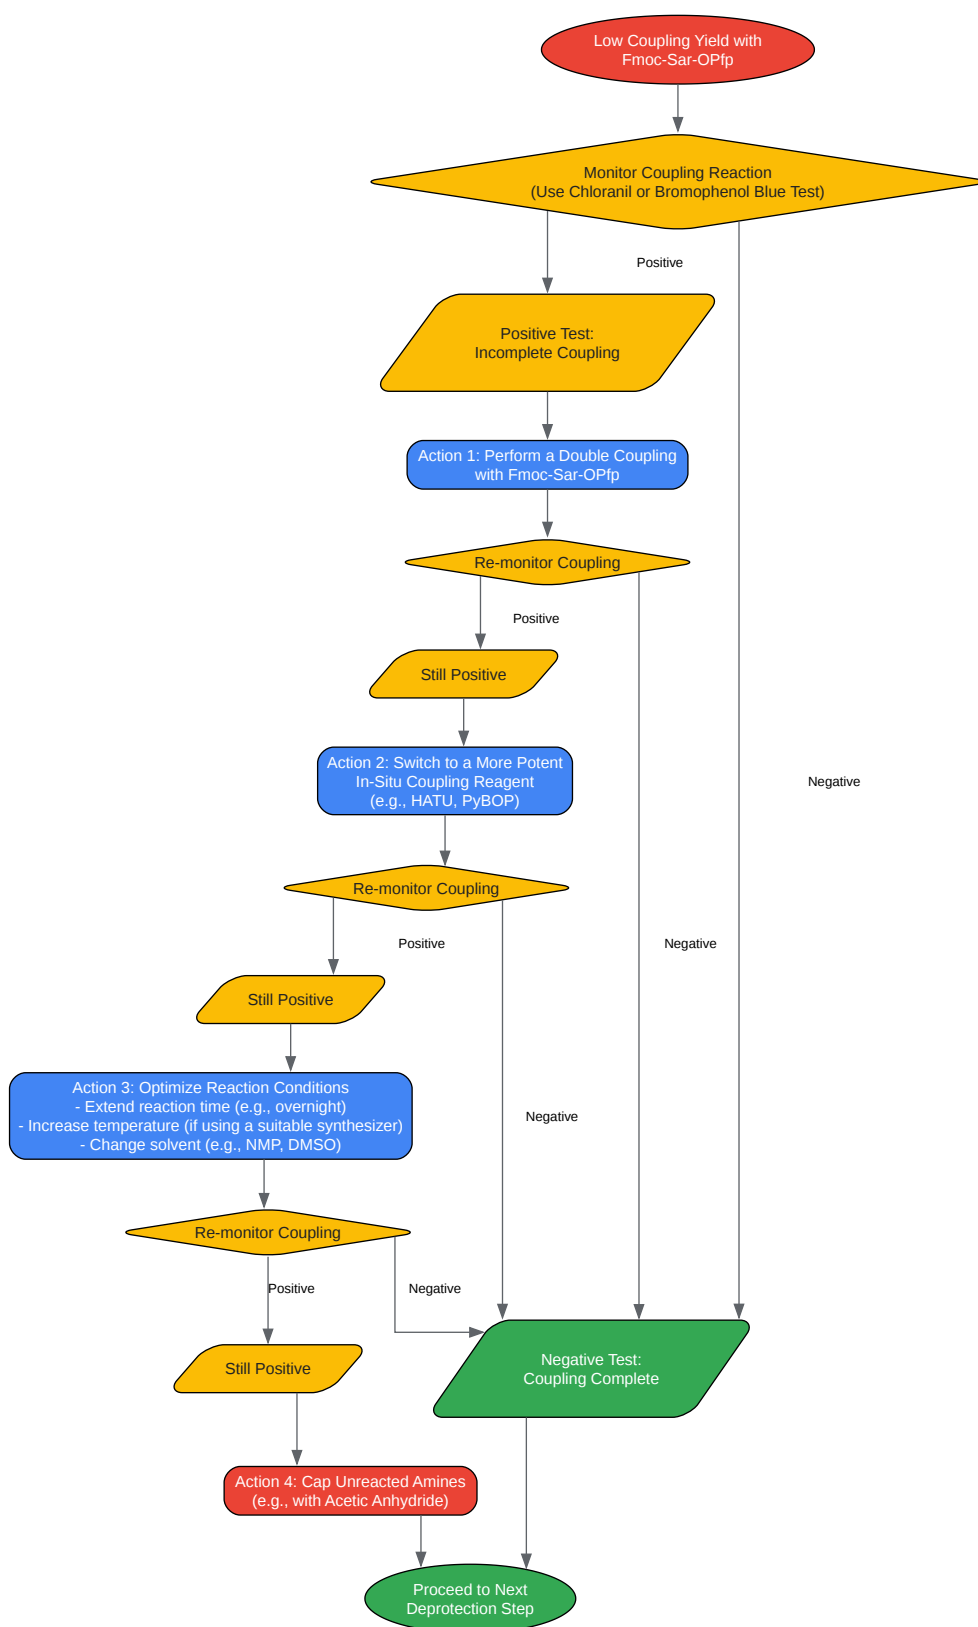 Low Coupling Yield with
Fmoc-Sar-OPfp
Monitor Coupling Reaction
(Use Chloranil or Bromophenol Blue Test)
Positive
Positive Test:
Incomplete Coupling
Action 1: Perform a Double Coupling
with Fmoc-Sar-OPfp
Re-monitor Coupling
Positive
Still Positive
Action 2: Switch to a More Potent
In-Situ Coupling Reagent
(e.g., HATU, PyBOP)
Negative
Re-monitor Coupling
Positive
Negative
Still Positive
Action 3: Optimize Reaction Conditions
- Extend reaction time (e.g., overnight)
- Increase temperature (if using a suitable synthesizer)
- Change solvent (e.g., NMP, DMSO)
Negative
Re-monitor Coupling
Positive
Negative
Still Positive
Negative Test:
Coupling Complete
Action 4: Cap Unreacted Amines
(e.g., with Acetic Anhydride)
Proceed to Next
Deprotection Step